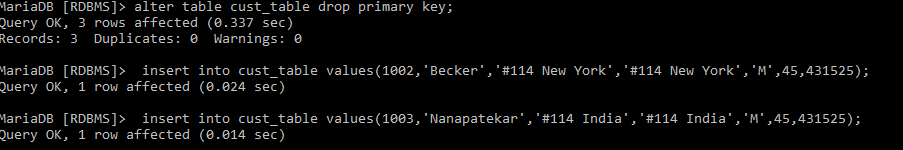 MariaDB [RDBMS]> alter table cust_table drop primary key;
Query OK, 3 rows affected (0.337 sec)
Records: 3  Duplicates: 0  Warnings: 0
MariaDB [RDBMS]>  insert into cust_table values(1002,'Becker','#114 New York','#114 New York','M',45,431525);
Query OK, 1 row affected (0.024 sec)
MariaDB [RDBMS]>  insert into cust_table values(1003,'Nanapatekar','#114 India','#114 India','M',45,431525);
Query OK, 1 row affected (0.014 sec)